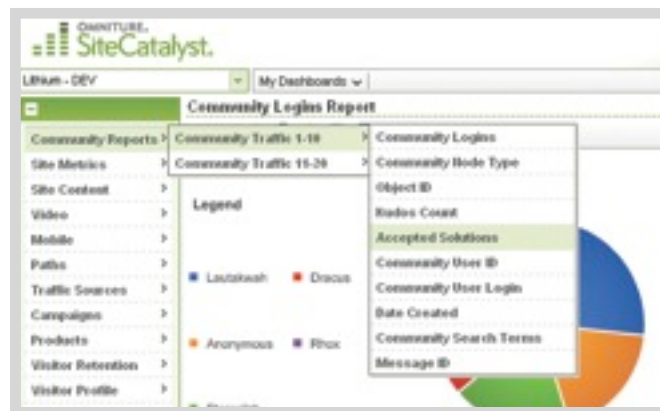 OMNITURE.
SiteCatalyst.
Lithium - DEV
My Dashboards
Community Logins Report
Community Reports
Community Traffic 1-10
Community Logins
Site Metrics
Community Traffic 11-20
Community Node Type
Site Content
Object ID
Video
Legend
Kudos Count
Mobile
Accepted Solutions
Paths
Community User ID
Traffic Sources
Lautakwah
Dracus
Community User Login
Campaigns
Date Created
Products
Anonymous
Rhox
Community Search Terms
Visitor Retention
Message ID
Visitor Profile